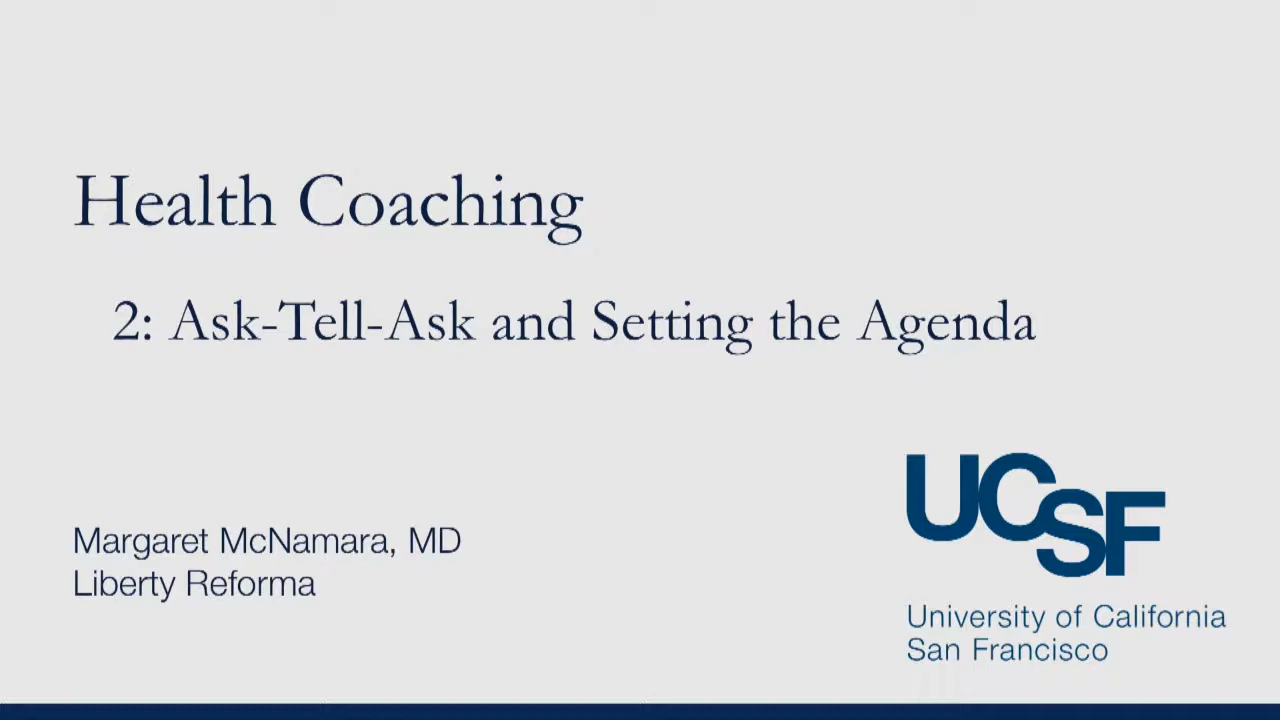 Health Coaching
2: Ask-Tell-Ask and Setting the Agenda
Margaret McNamara, MD
Liberty Reforma
UCSF
University of California
San Francisco